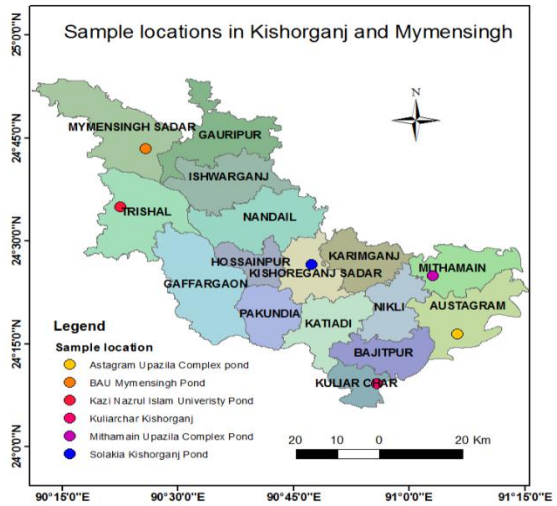 Sample locations in Kishorganj and Mymensingh
N
MYMENSINGH SADAR
GAURIPUR
ISHWARGANJ
TRISHAL
NANDAIL
HOSSAINPUR
KARIMGANJ
KISHOREGANJ SADAR
MITHAMAIN
GAFFARGAON
PAKUNDIA
KATIADI
NIKLI
AUSTAGRAM
BAJITPUR
KULIAR CHAR
Legend
Sample location
Astagram Upazila Complex pond
BAU Mymensingh Pond
Kazi Nazrul Islam Univeristy Pond
Kuliarchar Kishorganj
Mithamain Upazila Complex Pond
Solakia Kishorganj Pond
20 10 0 20 Km
25°0'0"N
24°45'0"N
24°30'0"N
24°15'0"N
24°0'0"N
90°15'0"E 90°30'0"E 90°45'0"E 91°0'0"E 91°15'0"E